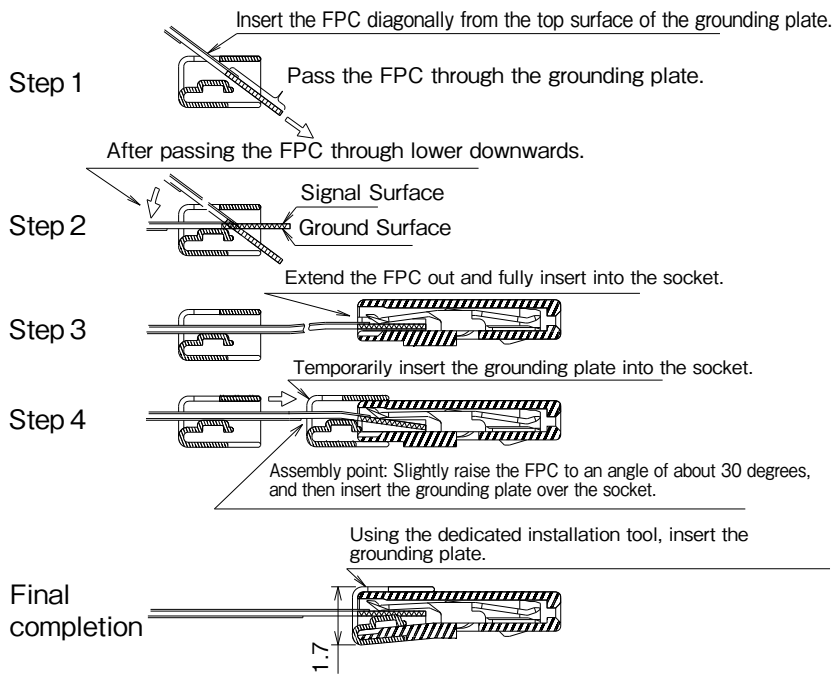 Insert the FPC diagonally from the top surface of the grounding plate.
Step 1
Pass the FPC through the grounding plate.
After passing the FPC through lower downwards.
Signal Surface
Step 2
Ground Surface
Extend the FPC out and fully insert into the socket.
Step 3
Temporarily insert the grounding plate into the socket.
Step 4
Assembly point: Slightly raise the FPC to an angle of about 30 degrees,
and then insert the grounding plate over the socket.
Using the dedicated installation tool, insert the
grounding plate.
Final
completion
1.7